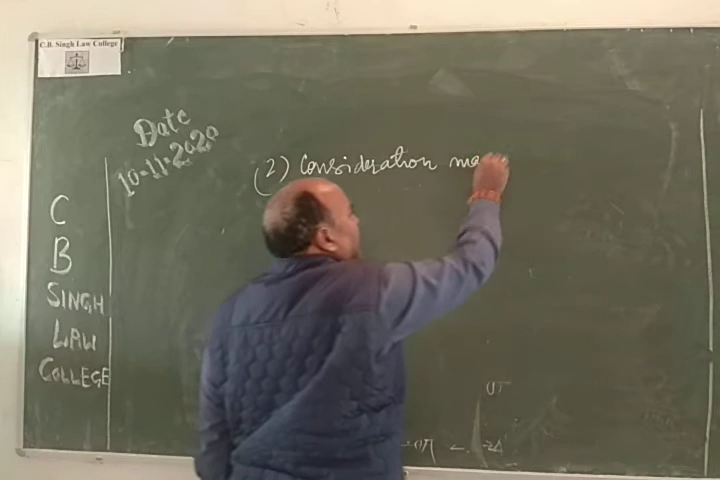 C.B. Singh Law College
Date
10-11-2020
(2) Consideration ma
C
B
SINGH
LAW
COLLEGE